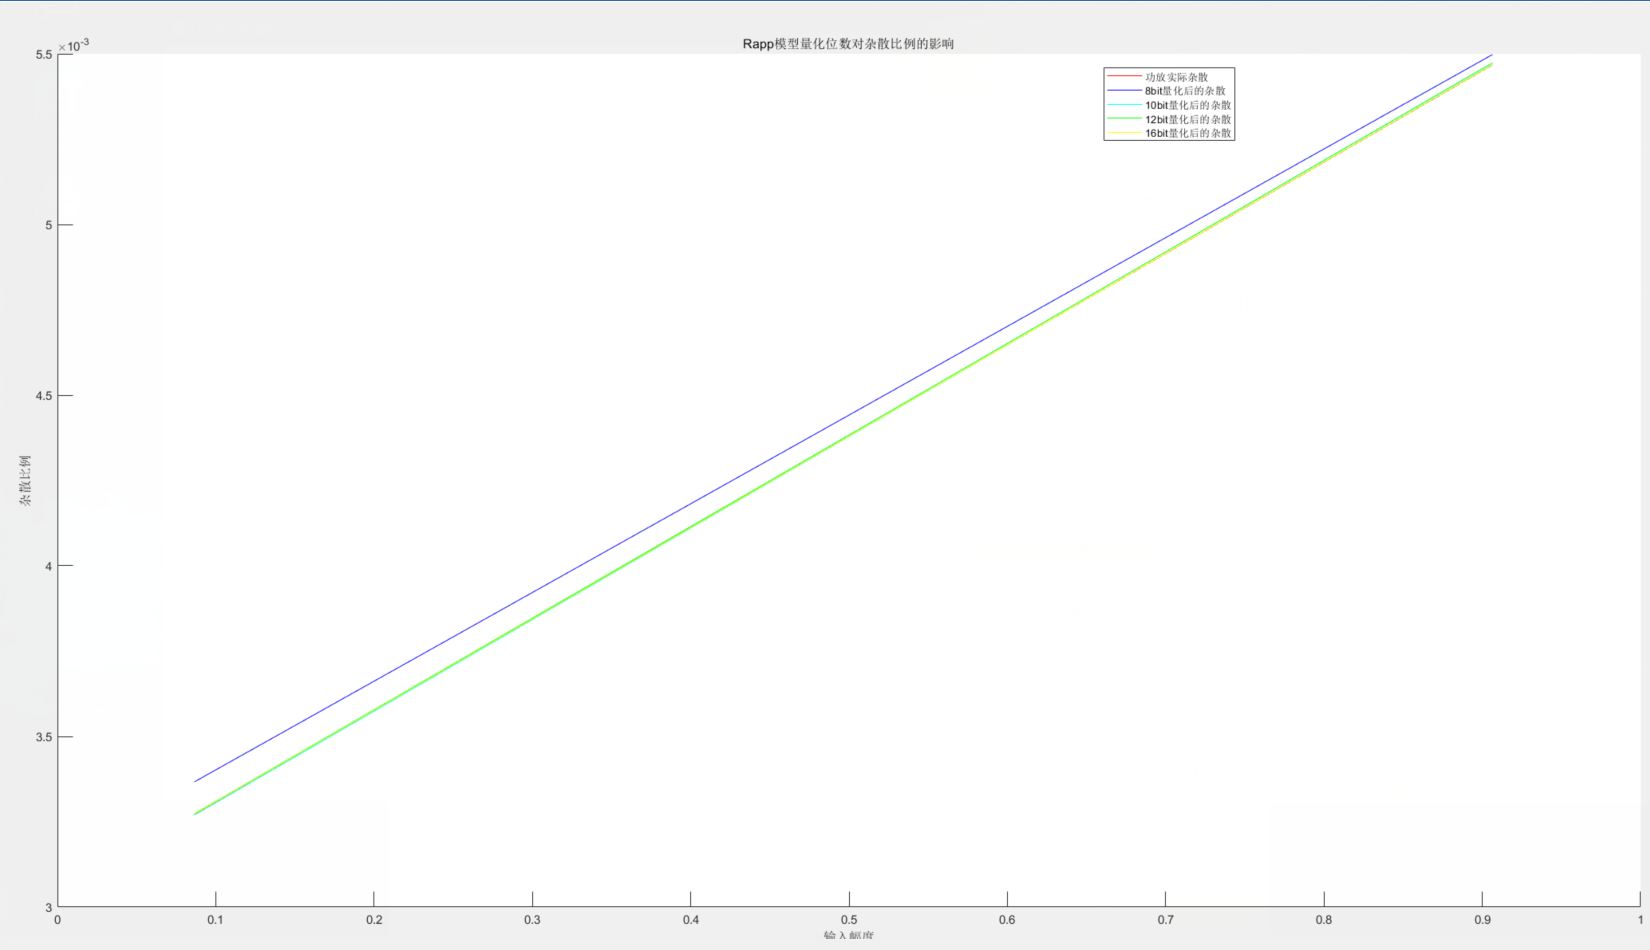 Rapp模型量化位数对杂散比例的影响
×10-3
5.5
5
4.5
4
3.5
3
杂散比例
功放实际杂散
8bit量化后的杂散
10bit量化后的杂散
12bit量化后的杂散
16bit量化后的杂散
0 0.1 0.2 0.3 0.4 0.5 0.6 0.7 0.8 0.9 1
输入幅度